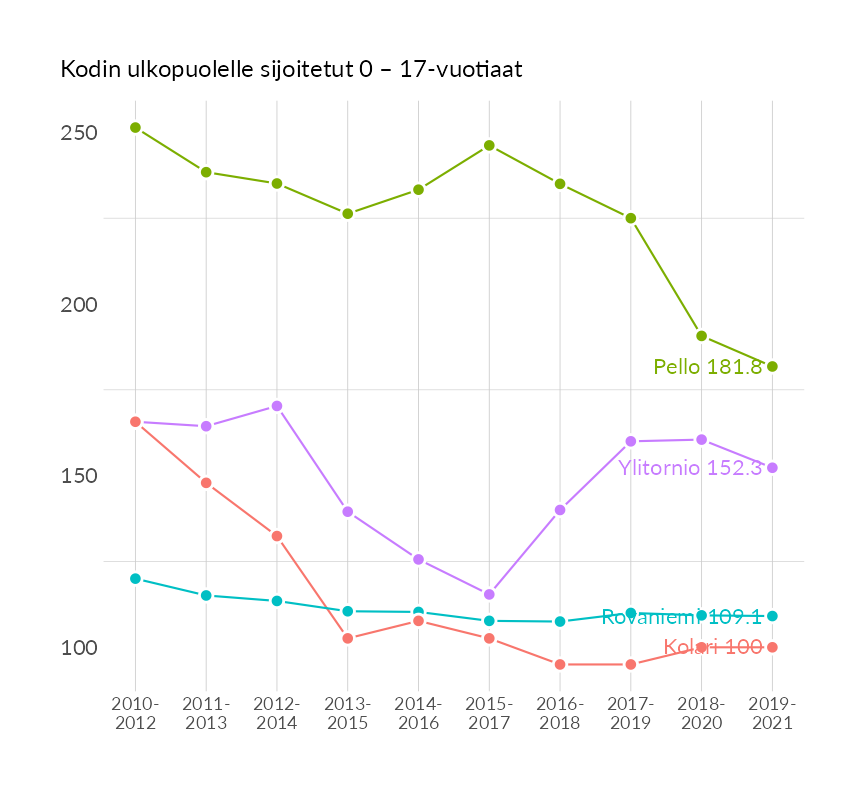 Kodin ulkopuolelle sijoitetut 0 – 17-vuotiaat
250
200
150
100
Pello 181.8
Ylitornio 152.3
Rovaniemi 109.1
Kolari 100
2010- 2011- 2012- 2013- 2014- 2015- 2016- 2017- 2018- 2019-
2012 2013 2014 2015 2016 2017 2018 2019 2020 2021